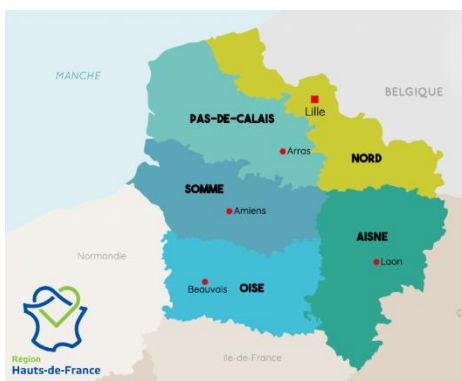 MANCHE
BELGIQUE
Lille
PAS-DE-CALAIS
Arras
NORD
SOMME
Amiens
AISNE
Normandie
Laon
Beauvais
OISE
Ile-de-France
Région
Hauts-de-France